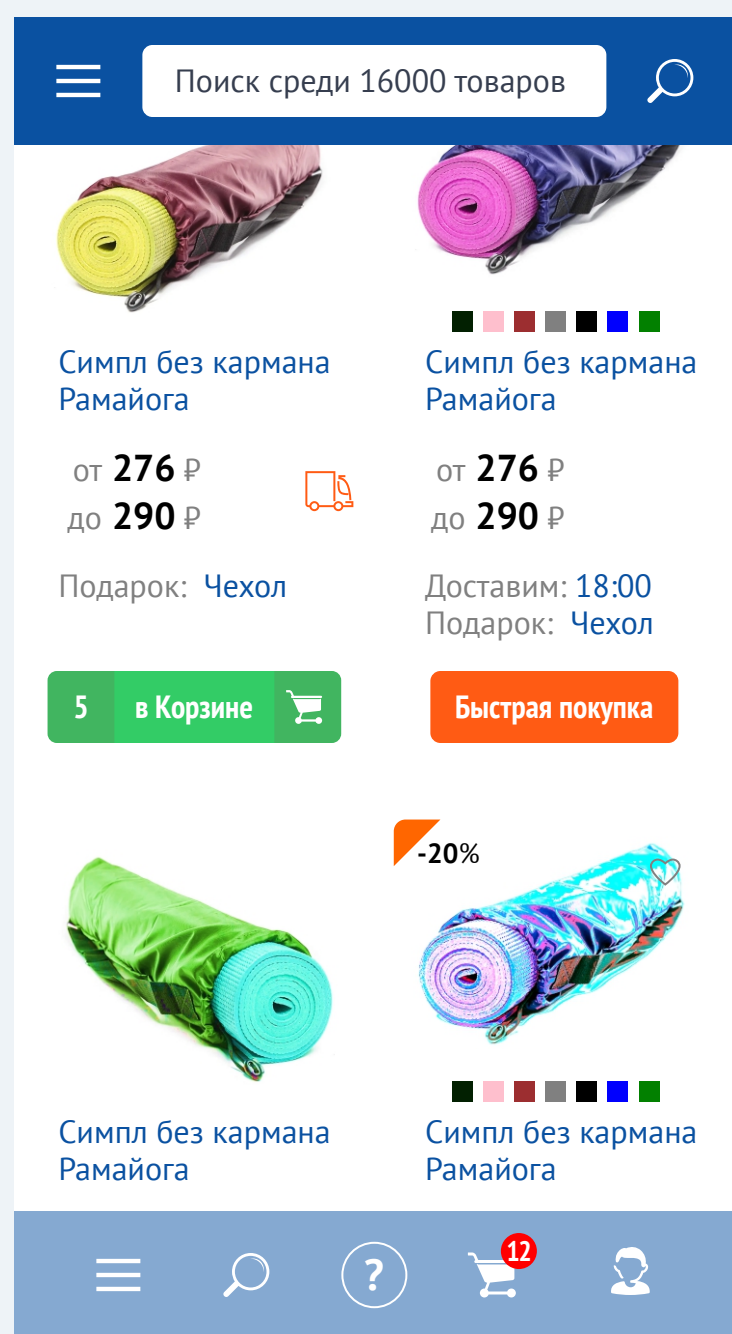 Поиск среди 16000 товаров
Симпл без кармана
Рамайога
от 276 ₽
до 290 ₽
Подарок: Чехол
5 в Корзине
Симпл без кармана
Рамайога
от 276 ₽
до 290 ₽
Доставим: 18:00
Подарок: Чехол
Быстрая покупка
Симпл без кармана
Рамайога
-20%
Симпл без кармана
Рамайога
?
12